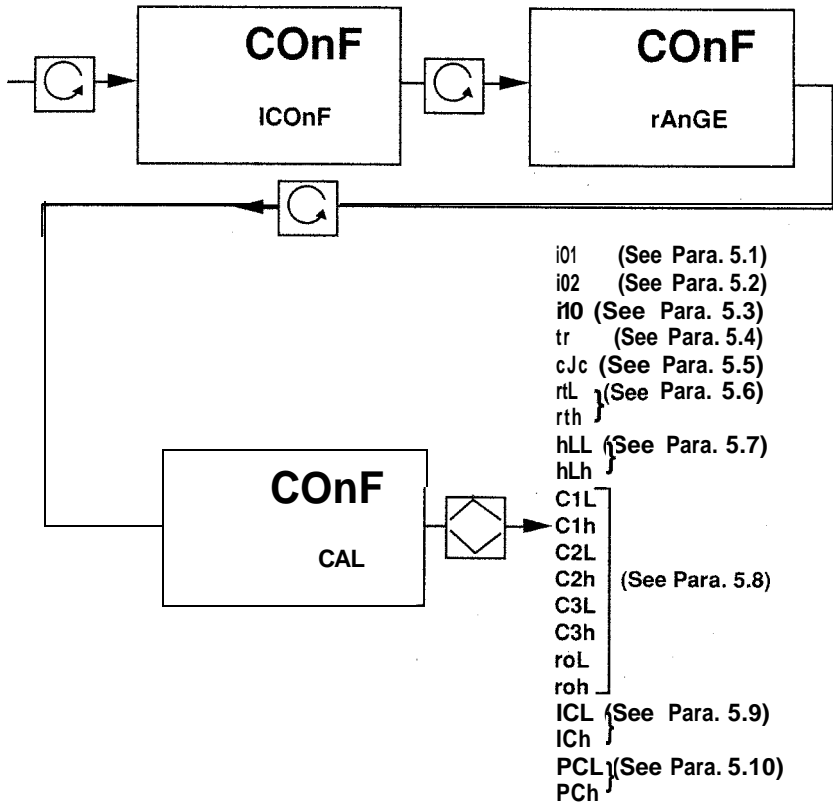 COnF
ICOnF
COnF
rAnGE
i01 (See Para. 5.1)
i02 (See Para. 5.2)
i10 (See Para. 5.3)
tr (See Para. 5.4)
cJc (See Para. 5.5)
rtL (See Para. 5.6)
rth
hLL (See Para. 5.7)
hLh
COnF
CAL
C1L
C1h
C2L
C2h
(See Para. 5.8)
C3L
C3h
roL
roh
ICL (See Para. 5.9)
ICh
PCL (See Para. 5.10)
PCh